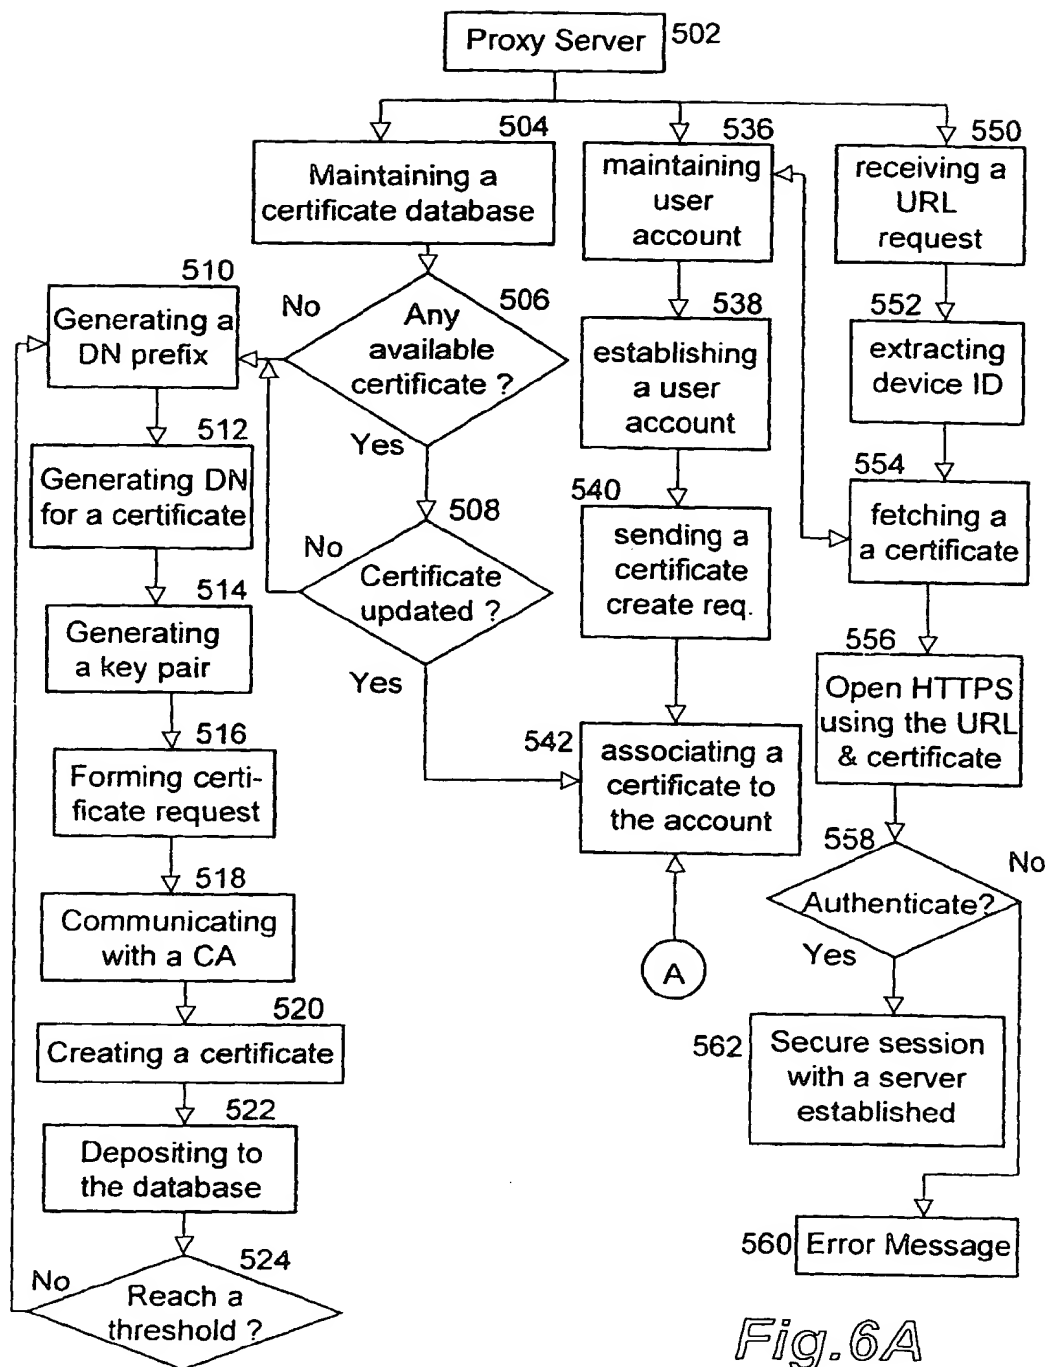 Proxy Server
502
504
Maintaining a
certificate database
506
Any
available
certificate ?
No
Yes
508
Certificate
updated ?
No
Yes
510
Generating a
DN prefix
512
Generating DN
for a certificate
514
Generating
a key pair
516
Forming certi-
ficate request
518
Communicating
with a CA
520
Creating a certificate
522
Depositing to
the database
524
Reach a
threshold ?
No
536
maintaining
user
account
538
establishing
a user
account
540
sending a
certificate
create req.
542
associating a
certificate to
the account
A
550
receiving a
URL
request
552
extracting
device ID
554
fetching a
a certificate
556
Open HTTPS
using the URL
& certificate
558
Authenticate?
No
Yes
562
Secure session
with a server
established
560
Error Message
Fig.6A